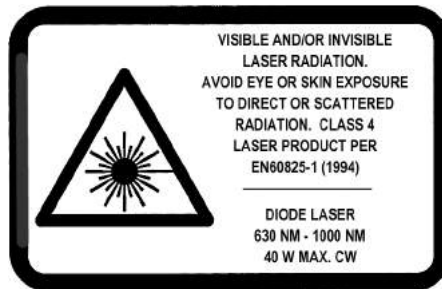 VISIBLE AND/OR INVISIBLE
LASER RADIATION.
AVOID EYE OR SKIN EXPOSURE
TO DIRECT OR SCATTERED
RADIATION. CLASS 4
LASER PRODUCT PER
EN60825-1 (1994)
DIODE LASER
630 NM - 1000 NM
40 W MAX. CW